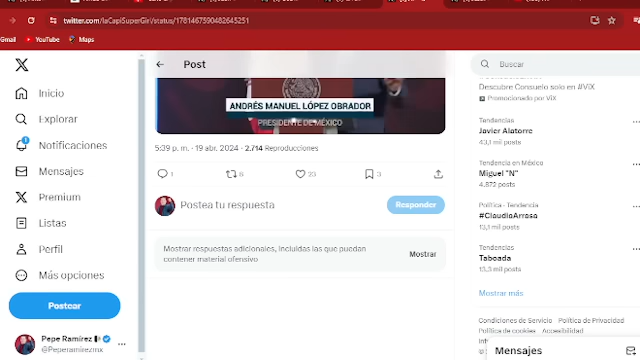 twitter.com/laCapiSuperGirl/status/1781467590482645251
Gmail
YouTube
Maps
Post
Buscar
Inicio
Explorar
Notificaciones
1
Mensajes
Premium
Listas
Perfil
Más opciones
Postear
Pepe Ramírez
@Peperamirezmx
ANDRÉS MANUEL LÓPEZ OBRADOR
PRESIDENTE DE MÉXICO
5:39 p. m. · 19 abr. 2024 · 2,714 Reproducciones
1
8
23
3
Postea tu respuesta
Responder
Mostrar respuestas adicionales, incluidas las que puedan
contener material ofensivo
Mostrar
Descubre Consuelo solo en #ViX
Promocionado por ViX
Tendencias
Javier Alatorre
43,1 mil posts
Tendencia en México
Miguel "N"
4,872 posts
Política · Tendencia
#ClaudiaArrasa
13,1 mil posts
Tendencias
Taboada
13,3 mil posts
Mostrar más
Condiciones de Servicio
Política de Privacidad
Política de cookies
Accesibilidad
Mensajes